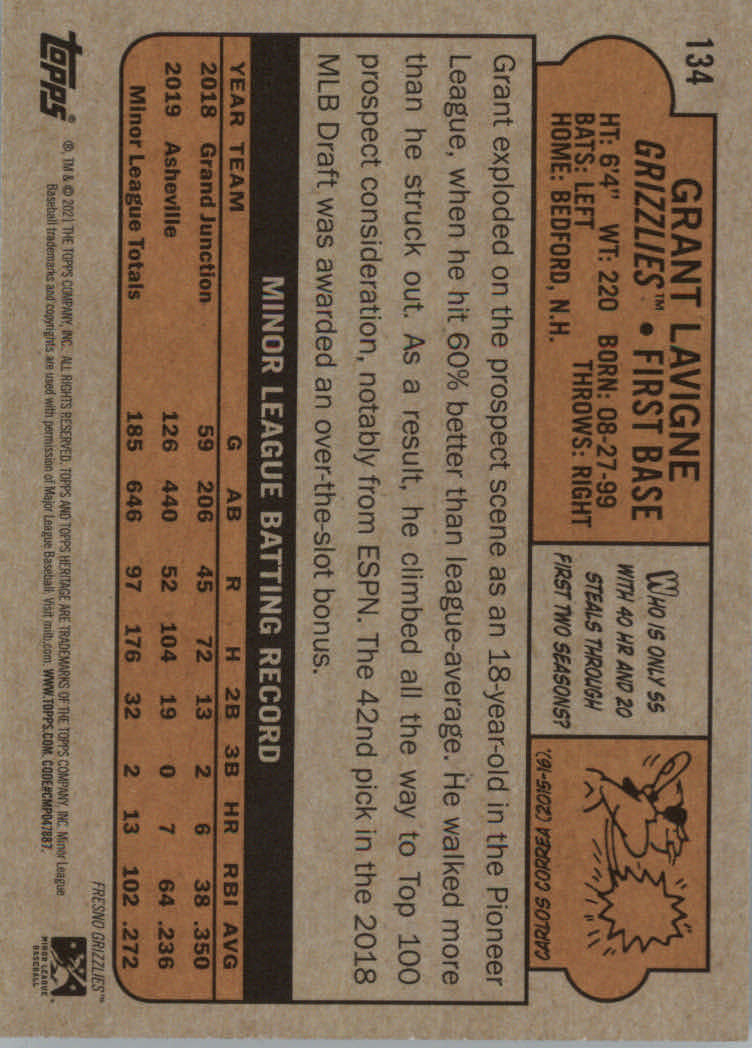 134
GRANT LAVIGNE
GRIZZLIES™ • FIRST BASE
HT: 6'4" WT: 220 BORN: 08-27-99
BATS: LEFT THROWS: RIGHT
HOME: BEDFORD, N.H.
WHO IS ONLY SS
WITH 40 HR AND 20
STEALS THROUGH
FIRST TWO SEASONS?
CARLOS CORREA (2015-16).
Grant exploded on the prospect scene as an 18-year-old in the Pioneer
League, when he hit 60% better than league-average. He walked more
than he struck out. As a result, he climbed all the way to Top 100
prospect consideration, notably from ESPN. The 42nd pick in the 2018
MLB Draft was awarded an over-the-slot bonus.
MINOR LEAGUE BATTING RECORD
YEAR TEAM G AB R H 2B 3B HR RBI AVG
2018 Grand Junction 59 206 45 72 13 2 6 38 .350
2019 Asheville 126 440 52 104 19 0 7 64 .236
Minor League Totals 185 646 97 176 32 2 13 102 .272
FRESNO GRIZZLIES™
topps®
®, TM & © 2021 THE TOPPS COMPANY, INC. ALL RIGHTS RESERVED. TOPPS AND TOPPS HERITAGE ARE TRADEMARKS OF THE TOPPS COMPANY, INC. Minor League
Baseball trademarks and copyrights are used with permission of Major League Baseball. Visit milb.com. WWW.TOPPS.COM. CODE#CMP047887.
MINOR LEAGUE
BASEBALL®